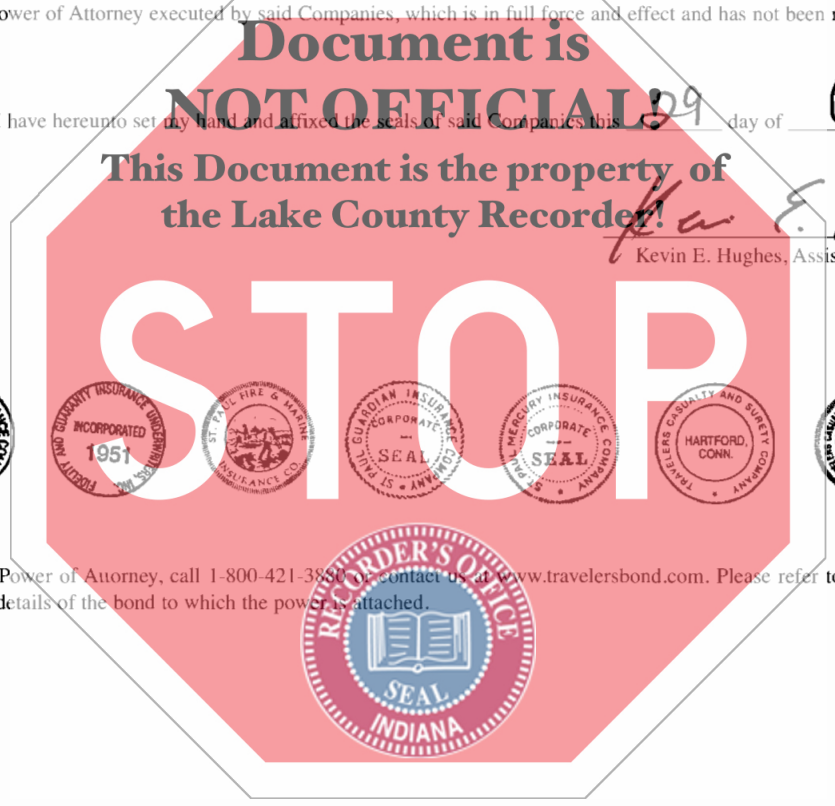 ower of Attorney executed by said Companies, which is in full force and effect and has not been
Document is
NOT OFFICIAL!
have hereunto set my hand and affixed the seals of said Companies this 29 day of
This Document is the property of
the Lake County Recorder!
Kevin E. Hughes, Assis
STOP
FIDELITY AND GUARANTY INSURANCE UNDERWRITERS, INC.
INCORPORATED
1951
ST. PAUL FIRE & MARINE INSURANCE CO.
ST. PAUL GUARDIAN INSURANCE COMPANY
CORPORATE
SEAL
ST. PAUL MERCURY INSURANCE COMPANY
CORPORATE
SEAL
TRAVELERS CASUALTY AND SURETY COMPANY
HARTFORD,
CONN.
RECORDER'S OFFICE
Power of Attorney, call 1-800-421-3880 or contact us at www.travelersbond.com. Please refer to
details of the bond to which the power is attached.
SEAL
INDIANA